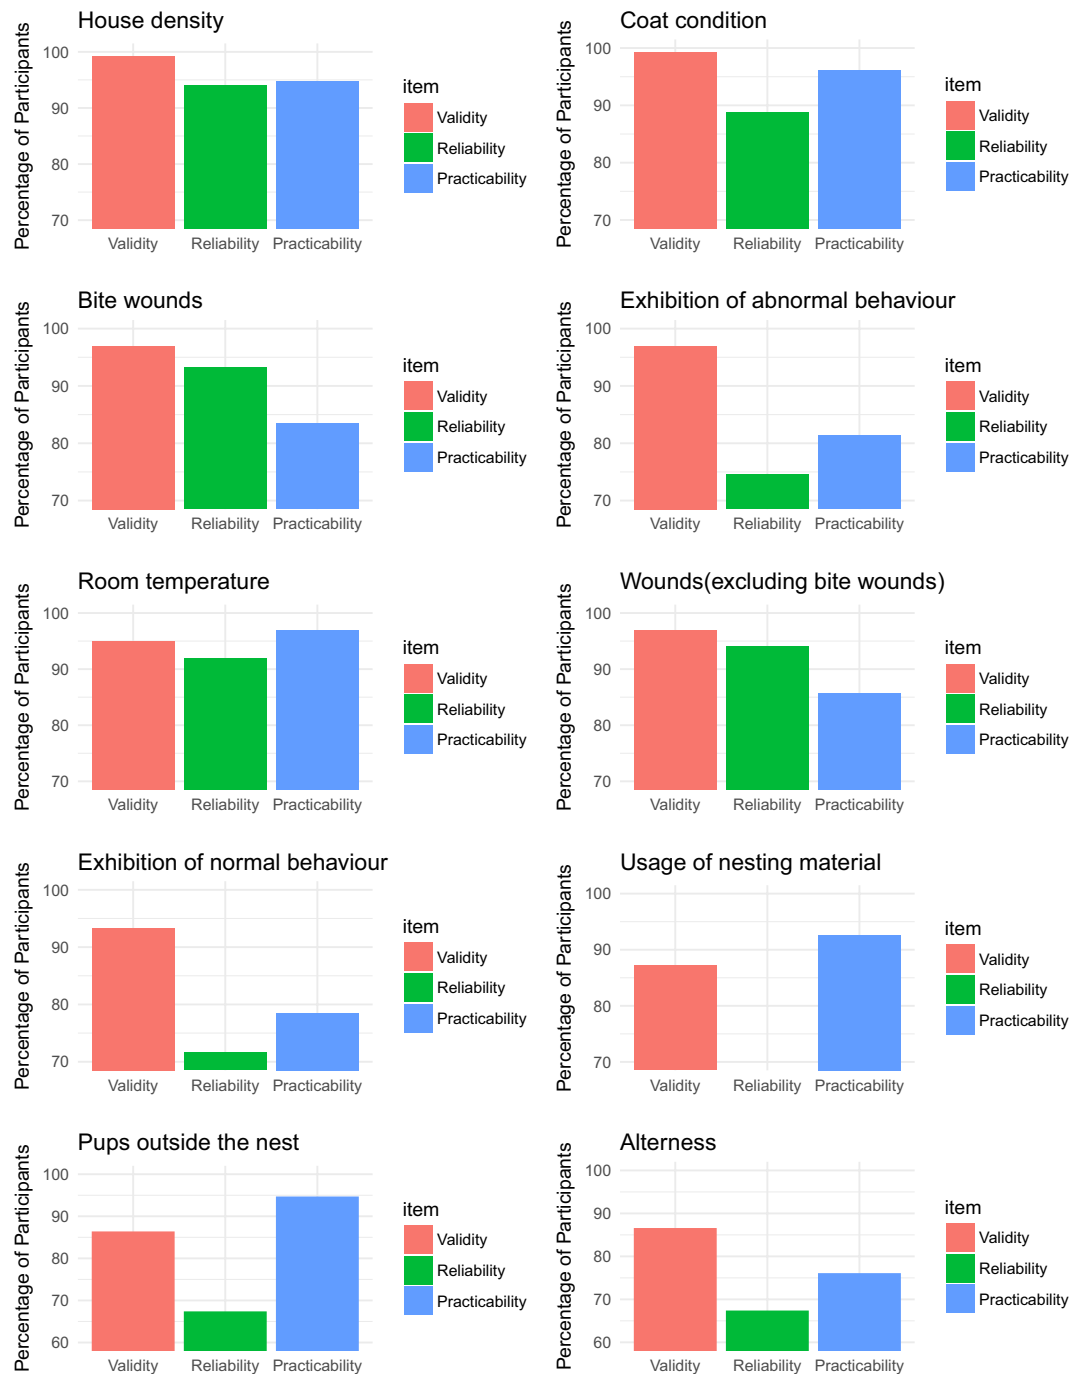 House density
Percentage of Participants
100
90
80
70
Validity
Reliability
Practicability
item
Validity
Reliability
Practicability
Coat condition
Percentage of Participants
100
90
80
70
Validity
Reliability
Practicability
item
Validity
Reliability
Practicability
Bite wounds
Percentage of Participants
100
90
80
70
Validity
Reliability
Practicability
item
Validity
Reliability
Practicability
Exhibition of abnormal behaviour
Percentage of Participants
100
90
80
70
Validity
Reliability
Practicability
item
Validity
Reliability
Practicability
Room temperature
Percentage of Participants
100
90
80
70
Validity
Reliability
Practicability
item
Validity
Reliability
Practicability
Wounds(excluding bite wounds)
Percentage of Participants
100
90
80
70
Validity
Reliability
Practicability
item
Validity
Reliability
Practicability
Exhibition of normal behaviour
Percentage of Participants
100
90
80
70
Validity
Reliability
Practicability
item
Validity
Reliability
Practicability
Usage of nesting material
Percentage of Participants
100
90
80
70
Validity
Reliability
Practicability
item
Validity
Reliability
Practicability
Pups outside the nest
Percentage of Participants
100
90
80
70
60
Validity
Reliability
Practicability
item
Validity
Reliability
Practicability
Alterness
Percentage of Participants
100
90
80
70
60
Validity
Reliability
Practicability
item
Validity
Reliability
Practicability